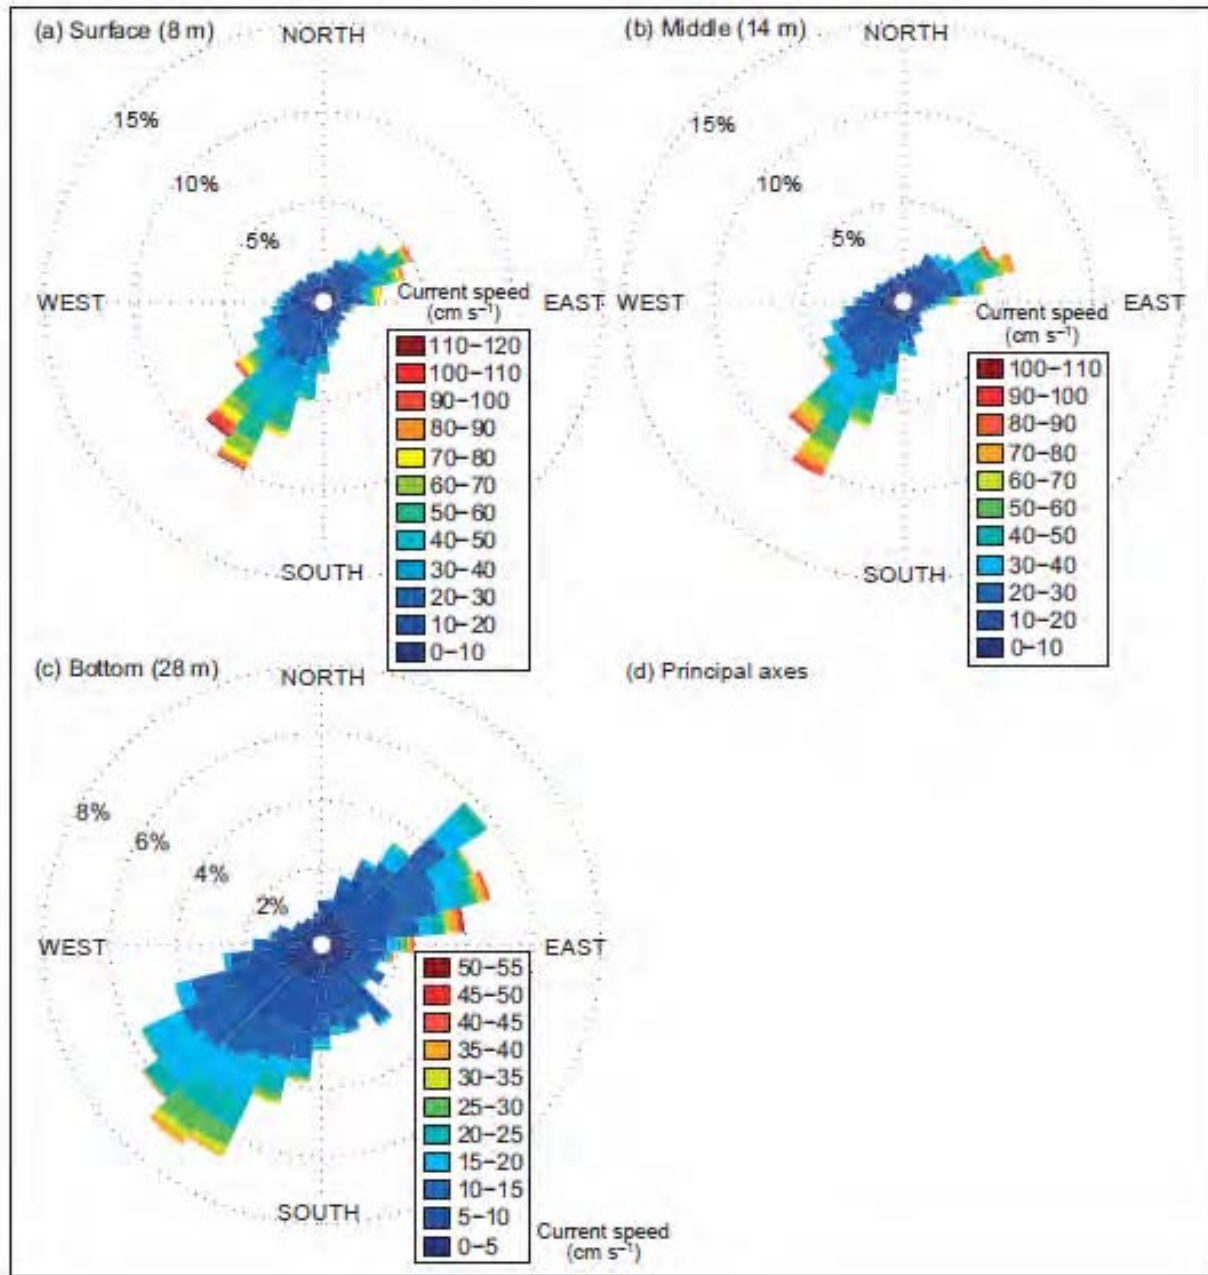 (a) Surface (8 m)
NORTH
15%
10%
5%
WEST
EAST
SOUTH
Current speed
(cm s⁻¹)
110−120
100−110
90−100
80−90
70−80
60−70
50−60
40−50
30−40
20−30
10−20
0−10
(b) Middle (14 m)
NORTH
15%
10%
5%
WEST
EAST
SOUTH
Current speed
(cm s⁻¹)
100−110
90−100
80−90
70−80
60−70
50−60
40−50
30−40
20−30
10−20
0−10
(c) Bottom (28 m)
NORTH
8%
6%
4%
2%
WEST
EAST
SOUTH
50−55
45−50
40−45
35−40
30−35
25−30
20−25
15−20
10−15
5−10
0−5
Current speed
(cm s⁻¹)
(d) Principal axes